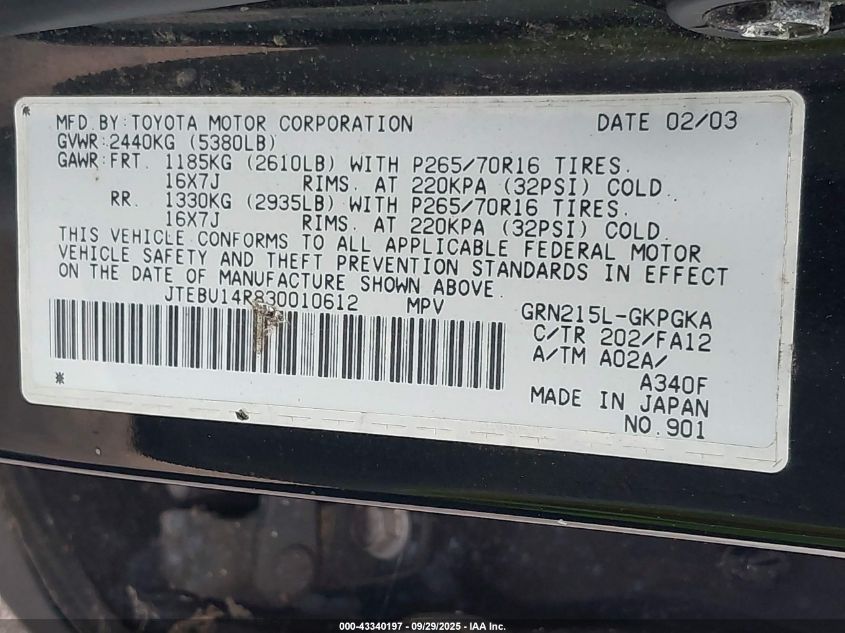 MFD. BY: TOYOTA MOTOR CORPORATION DATE 02/03
GVWR: 2440KG (5380LB)
GAWR: FRT. 1185KG (2610LB) WITH P265/70R16 TIRES.
16X7J RIMS. AT 220KPA (32PSI) COLD
RR. 1330KG (2935LB) WITH P265/70R16 TIRES.
16X7J RIMS. AT 220KPA (32PSI) COLD.
THIS VEHICLE CONFORMS TO ALL APPLICABLE FEDERAL MOTOR
VEHICLE SAFETY AND THEFT PREVENTION STANDARDS IN EFFECT
ON THE DATE OF MANUFACTURE SHOWN ABOVE.
JTEBU14R830010612 MPV GRN215L-GKPGKA
C/TR 202/FA12
A/TM A02A/
A340F
MADE IN JAPAN
NO. 901
000-43340197 - 09/29/2025 - IAA Inc.